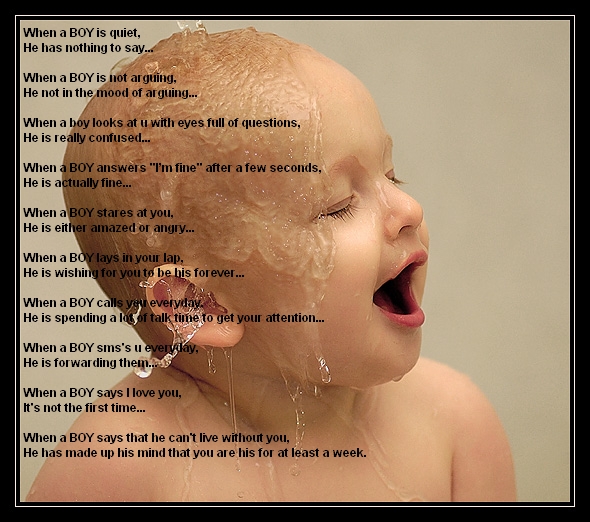 When a BOY is quiet,
He has nothing to say...
When a BOY is not arguing,
He not in the mood of arguing...
When a boy looks at u with eyes full of questions,
He is really confused...
When a BOY answers "I'm fine" after a few seconds,
He is actually fine...
When a BOY stares at you,
He is either amazed or angry...
When a BOY lays in your lap,
He is wishing for you to be his forever...
When a BOY calls you everyday,
He is spending a lot of talk time to get your attention...
When a BOY sms's u everyday,
He is forwarding them...
When a BOY says I love you,
It's not the first time...
When a BOY says that he can't live without you,
He has made up his mind that you are his for at least a week.